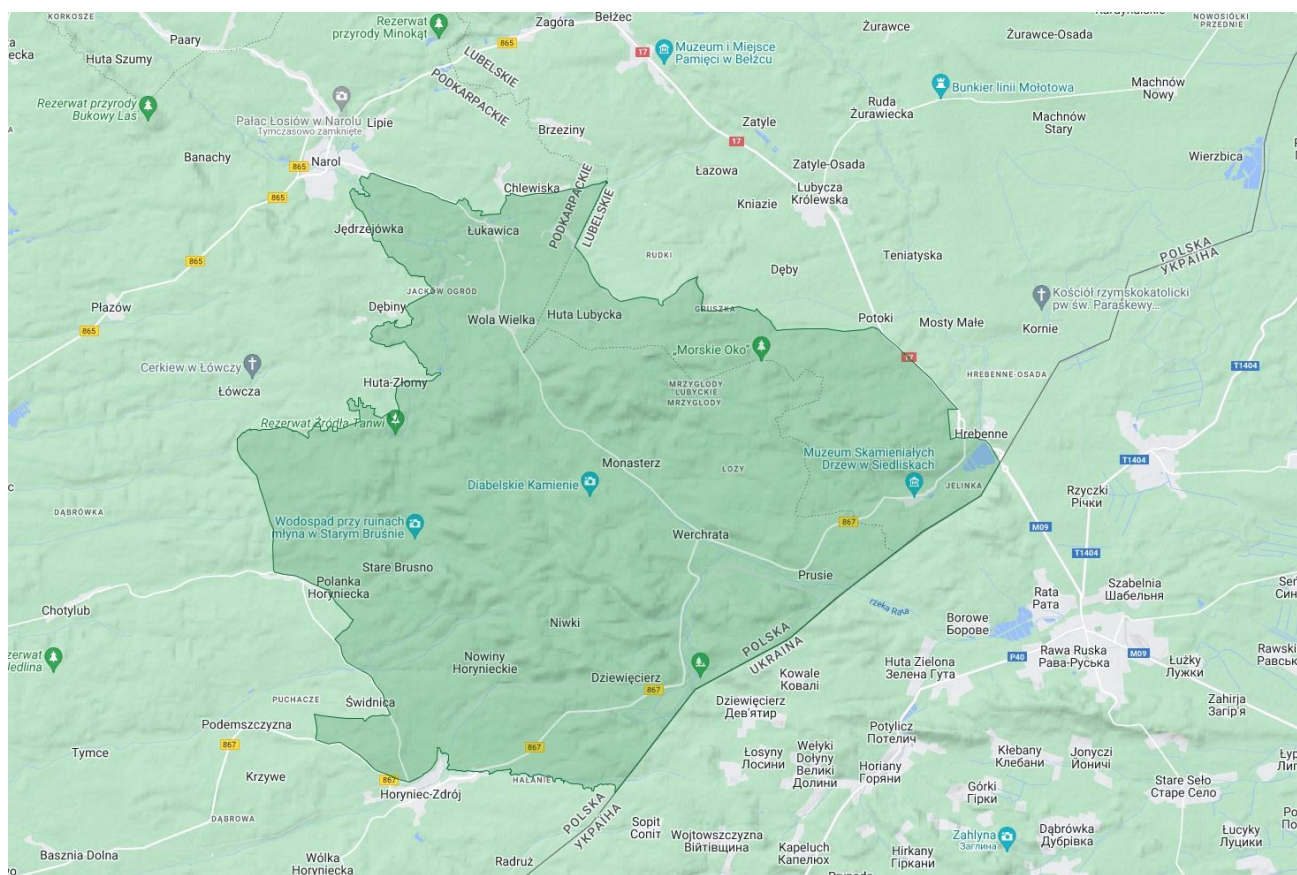 KORKOSZE
Paary
Huta Szumy
Rezerwat
przyrody Minokąt
Zagóra
Bełżec
865
LUBELSKIE
PODKARPACKIE
17
Muzeum i Miejsce
Pamięci w Bełżcu
Żurawce
Żurawce-Osada
NOWOSIÓŁKI
PRZEDNIE
Bunkier linii Mołotowa
Machnów
Nowy
Rezerwat przyrody
Bukowy Las
Pałac Łosiów w Narolu
Tymczasowo zamknięte
Lipie
Brzeziny
Zatyle
Ruda
Żurawiecka
Machnów
Stary
Wierzbica
Banachy
865
Narol
17
Łazowa
Zatyle-Osada
865
Chlewiska
Kniazie
Lubycza
Królewska
Jędrzejówka
Łukawica
PODKARPACKIE
LUBELSKIE
RUDKI
Dęby
Teniatyska
POLSKA
УКРАЇНА
865
JACKÓW OGRÓD
Płazów
Dębiny
Wola Wielka
Huta Lubycka
GRUSZKA
Potoki
Mosty Małe
Kościół rzymskokatolicki
pw św. Paraskewy...
Kornie
865
Cerkiew w Łówczy
Łówcza
Huta-Złomy
„Morskie Oko”
17
HREBENNE-OSADA
T1404
MRZYGŁODY
LUBYCKIE
MRZYGŁODY
Rezerwat Źródła Tanwi
Hrebenne
Monasterz
LOZY
Muzeum Skamieniałych
Drzew w Siedliskach
T1404
Diabelskie Kamienie
JELINKA
Rzyczki
Річки
DĄBRÓWKA
Wodospad przy ruinach
młyna w Starym Bruśnie
867
M09
Werchrata
T1404
Stare Brusno
Polanka
Horyniecka
Prusie
Szabelnia
Шабельня
Chotylub
Rata
Рата
rzeka Rata
Borowe
Борове
Niwki
POLSKA
UKRAINA
Rawa Ruska
Рава-Руська
M09
P40
Nowiny
Horynieckie
Dziewięcierz
867
Kowale
Ковалі
Huta Zielona
Зелена Гута
Łużky
Лужки
PUCHACZE
Świdnica
Dziewięcierz
Дев'ятир
Zahirja
Загір'я
Podemszczyzna
867
Potylicz
Потелич
Tymce
867
Łosyny
Лосини
Wełyki
Dołyny
Великі
Долини
Kłebany
Клебани
Jonyczi
Йоничі
Krzywe
867
HALANIE
Horiany
Горяни
Stare Seło
Старе Село
Horyniec-Zdrój
Górki
Гірки
DĄBROWA
POLSKA
УКРАЇНА
Sopit
Сопіт
Wojtowszczyzna
Війтівщина
Zahlyna
Заглина
Dąbrówka
Дубрівка
Łucyky
Луцики
Basznia Dolna
Wólka
Horyniecka
Radruż
Kapeluch
Капелюх
Hirkany
Гіркани